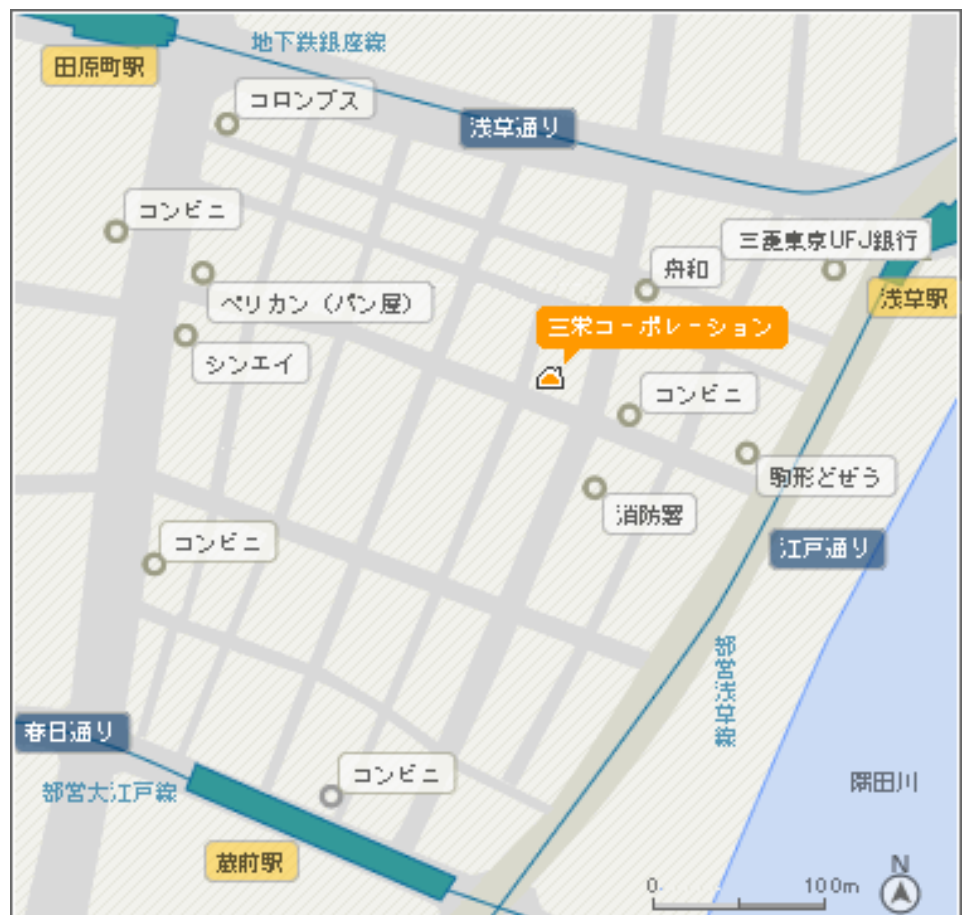 地下鉄銀座線
田原町駅
コロンブス
浅草通り
コンビニ
三菱東京UFJ銀行
舟和
ペリカン（パン屋）
浅草駅
三栄コーポレーション
シンエイ
コンビニ
駒形どぜう
消防署
コンビニ
江戸通り
都営浅草線
春日通り
コンビニ
都営大江戸線
隅田川
蔵前駅
N
0
100m